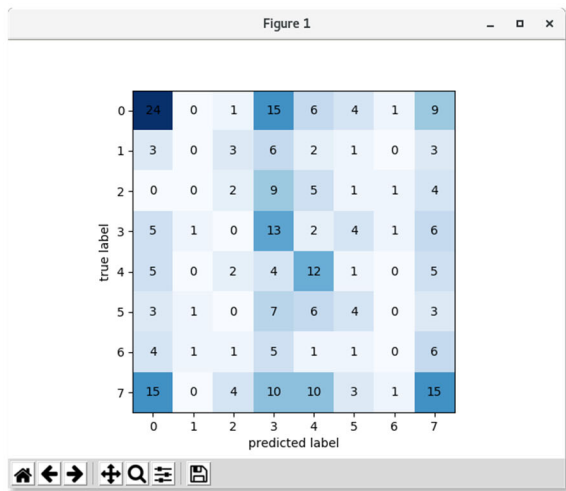 Figure 1
0 24 0 1 15 6 4 1 9
1 3 0 3 6 2 1 0 3
2 0 0 2 9 5 1 1 4
3 5 1 0 13 2 4 1 6
4 5 0 2 4 12 1 0 5
5 3 1 0 7 6 4 0 3
6 4 1 1 5 1 1 0 6
7 15 0 4 10 10 3 1 15
true label
0 1 2 3 4 5 6 7
predicted label